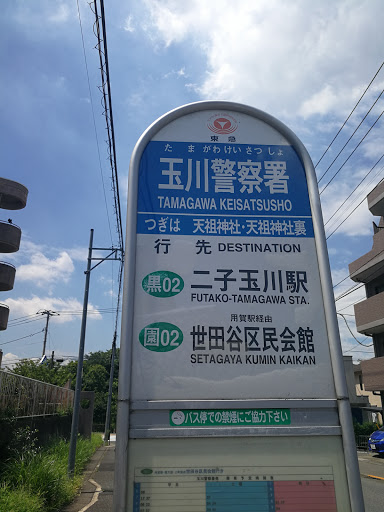 東急
たまがわけいさつしょ
玉川警察署
TAMAGAWA KEISATSUSHO
つぎは 天祖神社・天祖神社裏
行先 DESTINATION
黒02 二子玉川駅
FUTAKO-TAMAGAWA STA.
用賀駅経由
園02 世田谷区民会館
SETAGAYA KUMIN KAIKAN
バス停での禁煙にご協力下さい